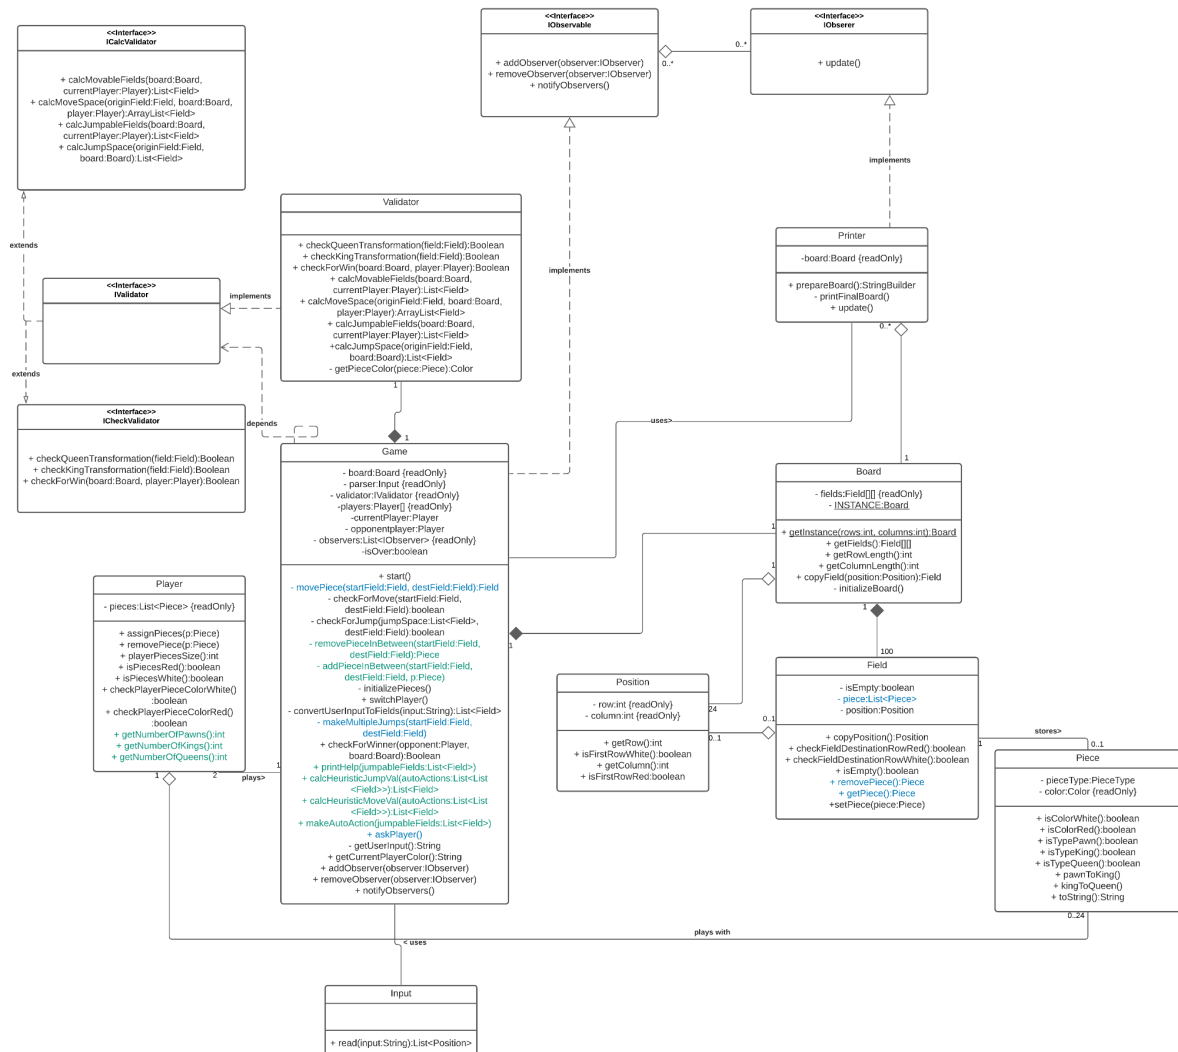 <<Interface>>
ICalcValidator
+ calcMovableFields(board:Board,
currentPlayer:Player):List<Field>
+ calcMoveSpace(originField:Field, board:Board,
player:Player):ArrayList<Field>
+ calcJumpableFields(board:Board,
currentPlayer:Player):List<Field>
+ calcJumpSpace(originField:Field,
board:Board):List<Field>
<<Interface>>
IObservable
+ addObserver(observer:IObserver)
+ removeObserver(observer:IObserver)
+ notifyObservers()
0..*
0..*
<<Interface>>
IObserer
+ update()
implements
extends
<<Interface>>
IValidator
implements
extends
<<Interface>>
ICheckValidator
+ checkQueenTransformation(field:Field):Boolean
+ checkKingTransformation(field:Field):Boolean
+ checkForWin(board:Board, player:Player):Boolean
depends
Validator
+ checkQueenTransformation(field:Field):Boolean
+ checkKingTransformation(field:Field):Boolean
+ checkForWin(board:Board, player:Player):Boolean
+ calcMovableFields(board:Board,
currentPlayer:Player):List<Field>
+ calcMoveSpace(originField:Field, board:Board,
player:Player):ArrayList<Field>
+ calcJumpableFields(board:Board,
currentPlayer:Player):List<Field>
+calcJumpSpace(originField:Field,
board:Board):List<Field>
- getPieceColor(piece:Piece):Color
1
1
implements
Printer
-board:Board {readOnly}
+ prepareBoard():StringBuilder
- printFinalBoard()
+ update()
0..*
uses>
1
Game
- board:Board {readOnly}
- parser:Input {readOnly}
- validator:IValidator {readOnly}
-players:Player[] {readOnly}
-currentPlayer:Player
- opponentplayer:Player
- observers:List<IObserver> {readOnly}
-isOver:boolean
+ start()
- movePiece(startField:Field, destField:Field):Field
- checkForMove(startField:Field,
destField:Field):boolean
- checkForJump(jumpSpace:List<Field>,
destField:Field):boolean
- removePieceInBetween(startField:Field,
destField:Field):Piece
- addPieceInBetween(startField:Field,
destField:Field, p:Piece)
- initializePieces()
+ switchPlayer()
- convertUserInputToFields(input:String):List<Field>
- makeMultipleJumps(startField:Field,
destField:Field)
+ checkForWinner(opponent:Player,
board:Board):Boolean
+ printHelp(jumpableFields:List<Field>)
+ calcHeuristicJumpVal(autoActions:List<List
<Field>>):List<Field>
+ calcHeuristicMoveVal(autoActions:List<List
<Field>>):List<Field>
+ makeAutoAction(jumpableFields:List<Field>)
+ askPlayer()
- getUserInput():String
+ getCurrentPlayerColor():String
+ addObserver(observer:IObserver)
+ removeObserver(observer:IObserver)
+ notifyObservers()
Board
- fields:Field[][] {readOnly}
- INSTANCE:Board
+ getInstance(rows:int, columns:int):Board
+ getFields():Field[][]
+ getRowLength():int
+ getColumnLength():int
+ copyField(position:Position):Field
- initializeBoard()
1
1
1
1
100
Player
- pieces:List<Piece> {readOnly}
+ assignPieces(p:Piece)
+ removePiece(p:Piece)
+ playerPiecesSize():int
+ isPiecesRed():boolean
+ isPiecesWhite():boolean
+ checkPlayerPieceColorWhite()
:boolean
+ checkPlayerPieceColorRed()
:boolean
+ getNumberOfPawns():int
+ getNumberOfKings():int
+ getNumberOfQueens():int
1
2
plays>
1
Position
- row:int {readOnly}
- column:int {readOnly}
+ getRow():int
+ isFirstRowWhite():boolean
+ getColumn():int
+ isFirstRowRed:boolean
24
0..1
0..1
Field
- isEmpty:boolean
- piece:List<Piece>
- position:Position
+ copyPosition():Position
+ checkFieldDestinationRowRed():boolean
+ checkFieldDestinationRowWhite():boolean
+ isEmpty():boolean
+ removePiece():Piece
+ getPiece():Piece
+setPiece(piece:Piece)
1
stores>
0..1
Piece
- pieceType:PieceType
- color:Color {readOnly}
+ isColorWhite():boolean
+ isColorRed():boolean
+ isTypePawn():boolean
+ isTypeKing():boolean
+ isTypeQueen():boolean
+ pawnToKing()
+ kingToQueen()
+ toString():String
0..24
plays with
< uses
Input
+ read(input:String):List<Position>